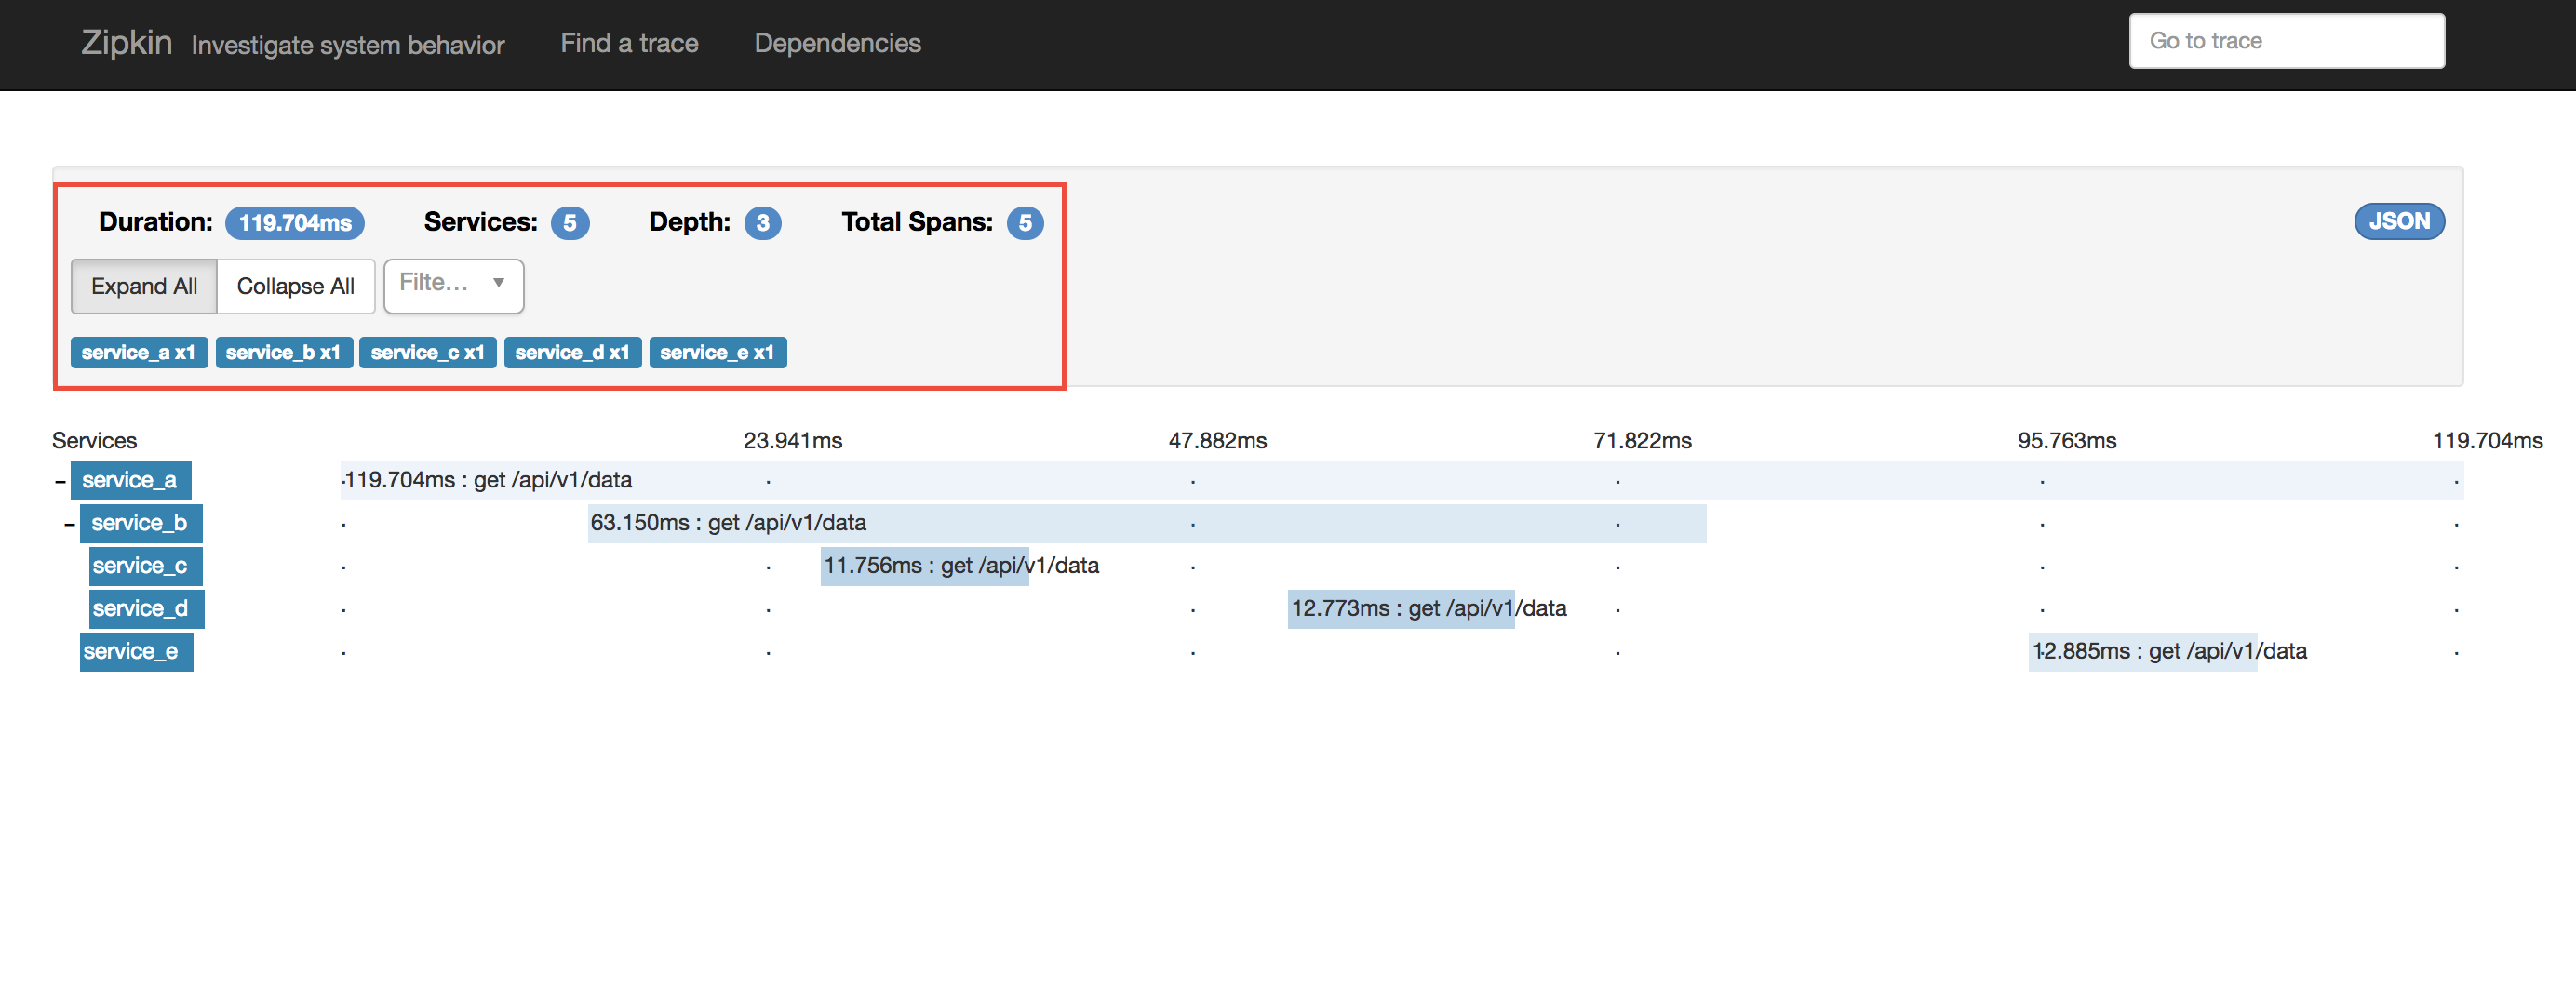 Zipkin Investigate system behavior Find a trace Dependencies Go to trace
Duration: 119.704ms Services: 5 Depth: 3 Total Spans: 5 JSON
Expand All Collapse All Filte...
service_a x1 service_b x1 service_c x1 service_d x1 service_e x1
Services 23.941ms 47.882ms 71.822ms 95.763ms 119.704ms
- service_a 119.704ms : get /api/v1/data
- service_b 63.150ms : get /api/v1/data
service_c 11.756ms : get /api/v1/data
service_d 12.773ms : get /api/v1/data
service_e 12.885ms : get /api/v1/data